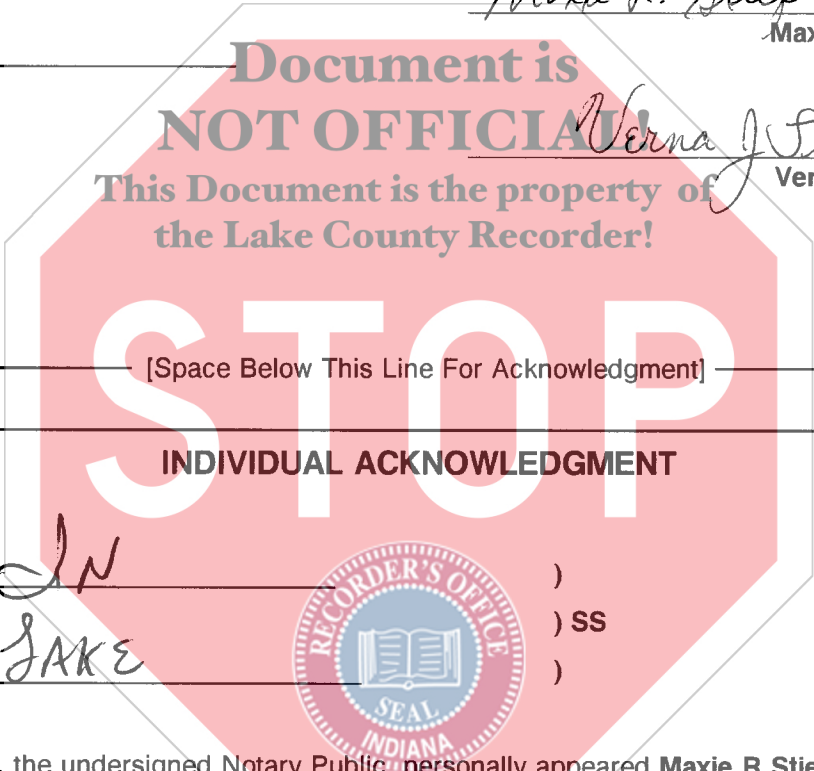 Maxie R.
Max
Document is
NOT OFFICIAL!
Verna J
Ver
This Document is the property of
the Lake County Recorder!
STOP
[Space Below This Line For Acknowledgment]
INDIVIDUAL ACKNOWLEDGMENT
IN )
) SS
LAKE )
RECORDER'S OFFICE
SEAL
INDIANA
the undersigned Notary Public, personally appeared Maxie R Stie